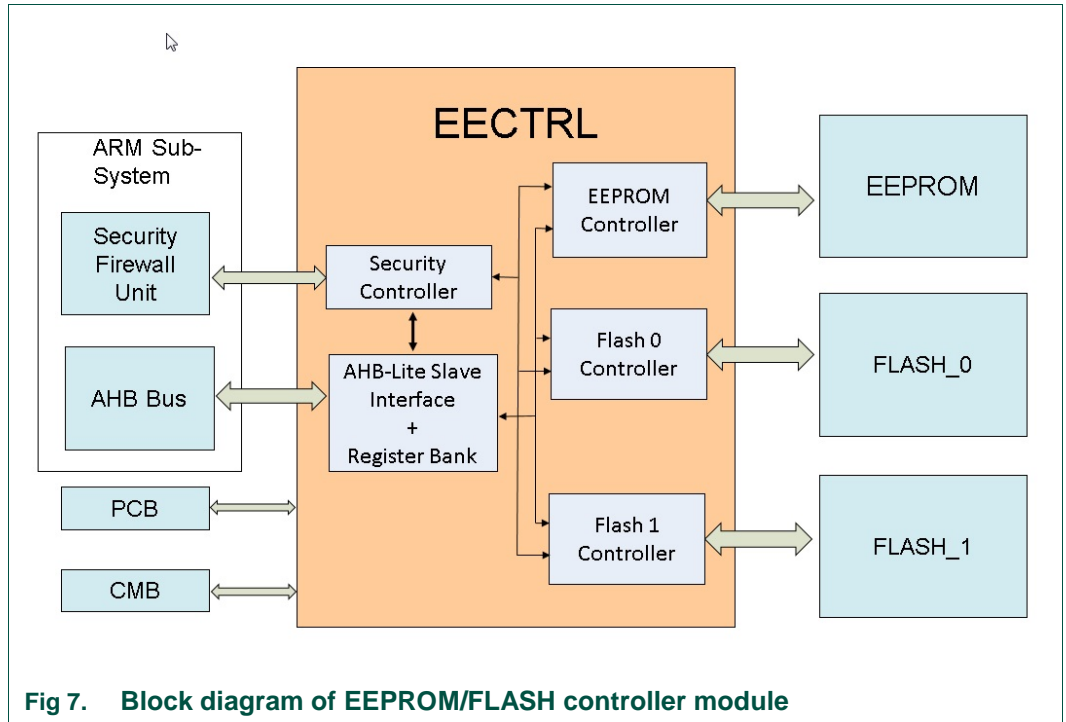 EECTRL
ARM Sub-
System
Security
Firewall
Unit
AHB Bus
PCB
CMB
Security
Controller
AHB-Lite Slave
Interface
+
Register Bank
EEPROM
Controller
Flash 0
Controller
Flash 1
Controller
EEPROM
FLASH_0
FLASH_1
Fig 7. Block diagram of EEPROM/FLASH controller module